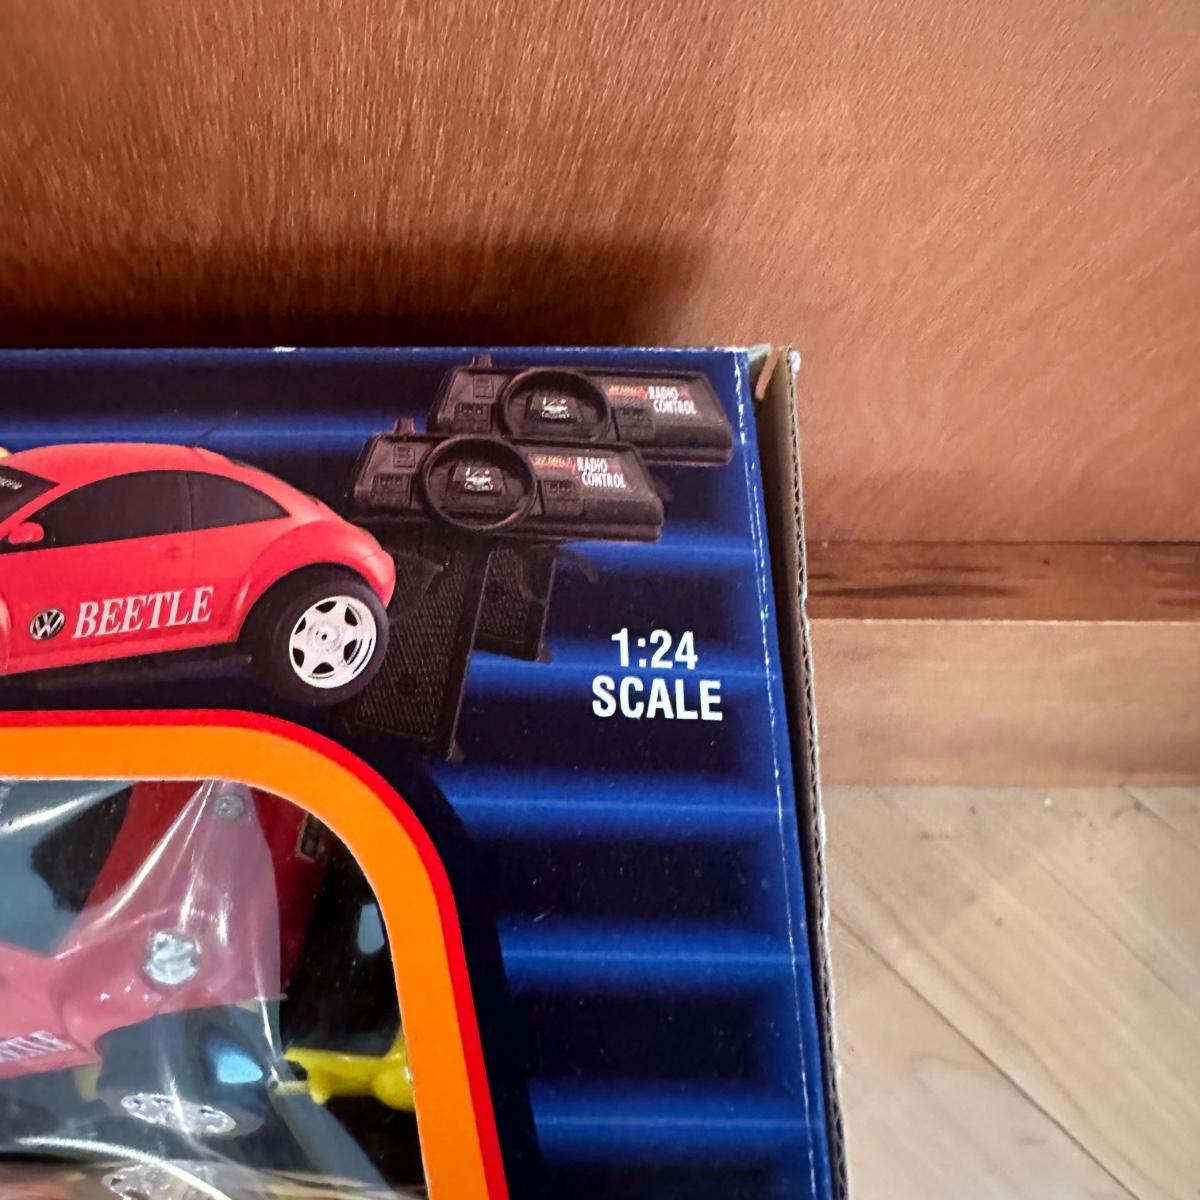 RADIO
CONTROL
RADIO
CONTROL
BEETLE
1:24
SCALE